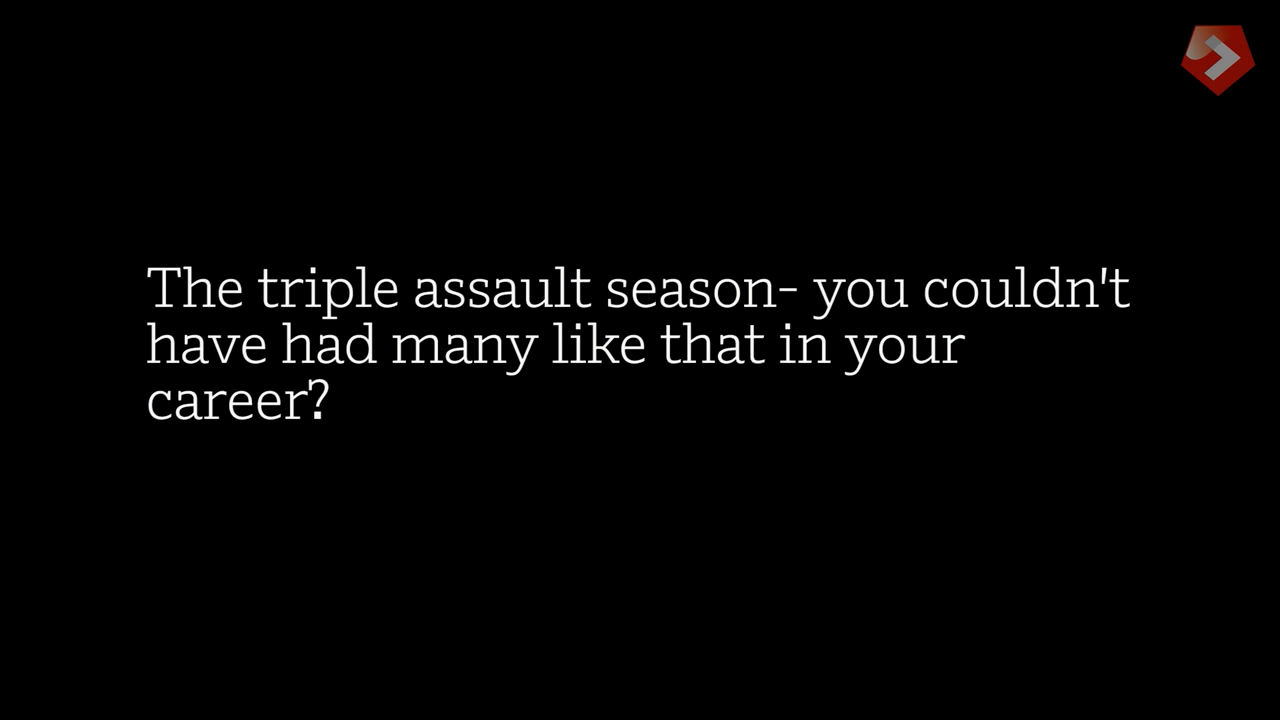 The triple assault season- you couldn't
have had many like that in your
career?